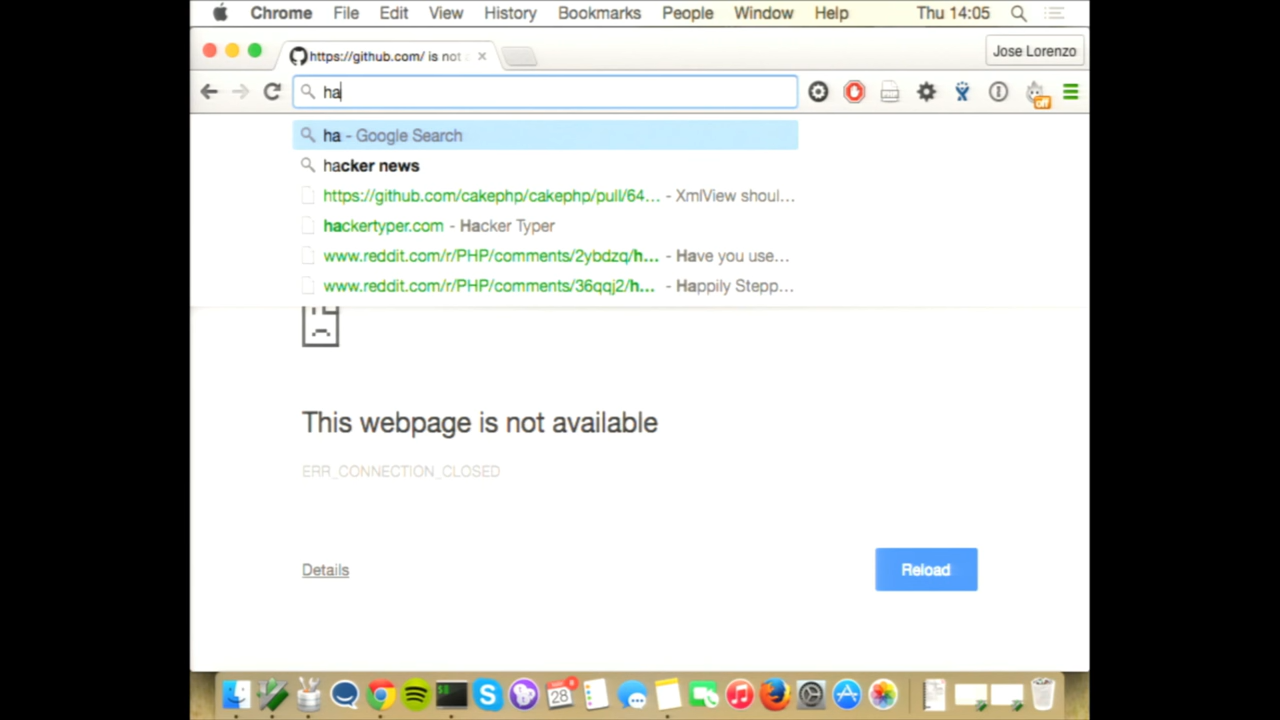 Chrome File Edit View History Bookmarks People Window Help Thu 14:05
https://github.com/ is not
Jose Lorenzo
ha
off
ha - Google Search
hacker news
https://github.com/cakephp/cakephp/pull/64... - XmlView shoul...
hackertyper.com - Hacker Typer
www.reddit.com/r/PHP/comments/2ybdzq/h... - Have you use...
www.reddit.com/r/PHP/comments/36qqj2/h... - Happily Stepp...
This webpage is not available
ERR_CONNECTION_CLOSED
Details
Reload
28